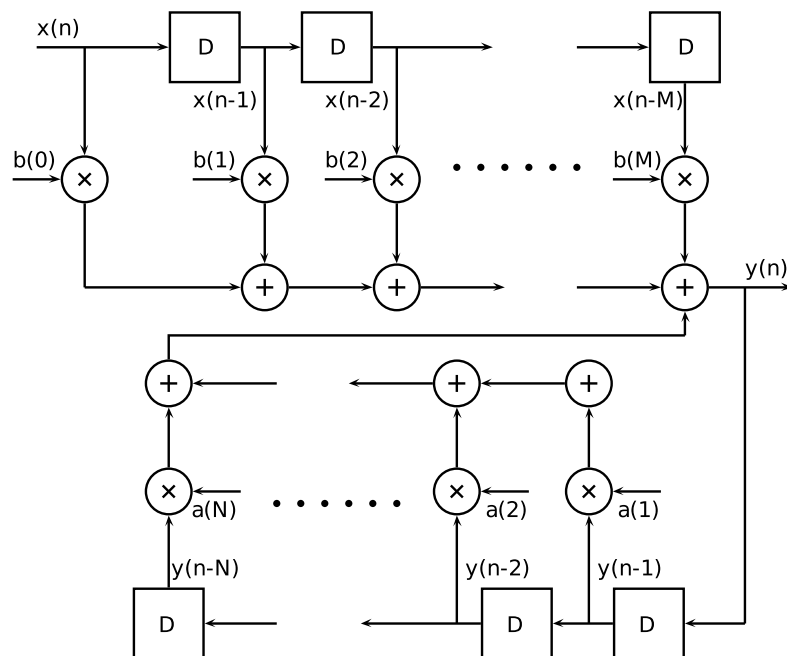 x(n)
D D D
x(n-1) x(n-2) x(n-M)
b(0) b(1) b(2) b(M)
× × × ×
+ + + y(n)
+ + +
× × ×
a(N) a(2) a(1)
y(n-N) y(n-2) y(n-1)
D D D